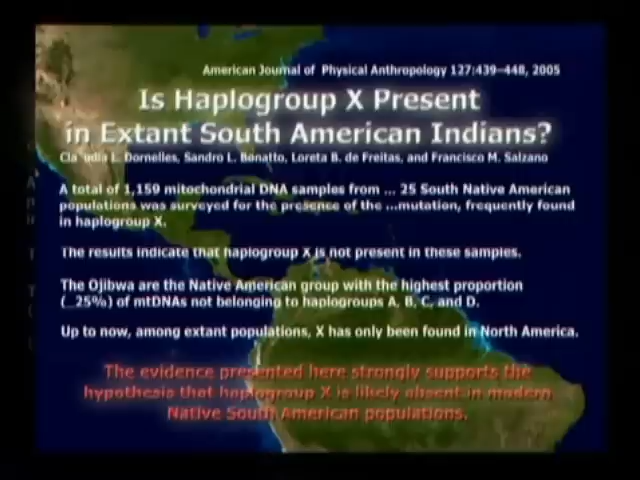 American Journal of Physical Anthropology 127:439–448, 2005
Is Haplogroup X Present
in Extant South American Indians?
Cla´udia L. Dornelles, Sandro L. Bonatto, Loreta B. de Freitas, and Francisco M. Salzano
A total of 1,159 mitochondrial DNA samples from ... 25 South Native American
populations was surveyed for the presence of the ...mutation, frequently found
in haplogroup X.
The results indicate that haplogroup X is not present in these samples.
The Ojibwa are the Native American group with the highest proportion
(_25%) of mtDNAs not belonging to haplogroups A, B, C, and D.
Up to now, among extant populations, X has only been found in North America.
The evidence presented here strongly supports the
hypothesis that haplogroup X is likely absent in modern
Native South American populations.